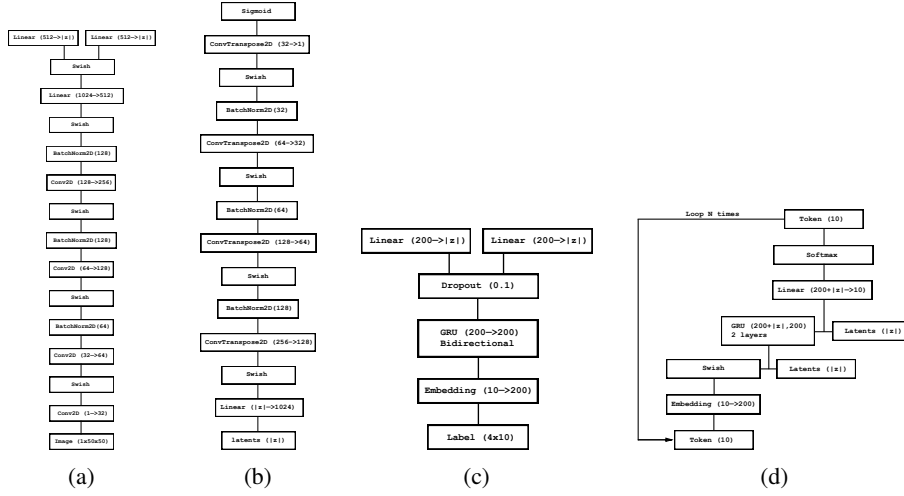 Linear (512->|z|)
Linear (512->|z|)
Swish
Linear (1024->512)
Swish
BatchNorm2D(128)
Conv2D (128->256)
Swish
BatchNorm2D(128)
Conv2D (64->128)
Swish
BatchNorm2D(64)
Conv2D (32->64)
Swish
Conv2D (1->32)
Image (1x50x50)
(a)
Sigmoid
ConvTranspose2D (32->1)
Swish
BatchNorm2D(32)
ConvTranspose2D (64->32)
Swish
BatchNorm2D(64)
ConvTranspose2D (128->64)
Swish
BatchNorm2D(128)
ConvTranspose2D (256->128)
Swish
Linear (|z|->1024)
latents (|z|)
(b)
Linear (200->|z|)
Linear (200->|z|)
Dropout (0.1)
GRU (200->200)
Bidirectional
Embedding (10->200)
Label (4x10)
(c)
Loop N times
Token (10)
Softmax
Linear (200+|z|->10)
GRU (200+|z|,200)
2 layers
Latents (|z|)
Swish
Latents (|z|)
Embedding (10->200)
Token (10)
(d)